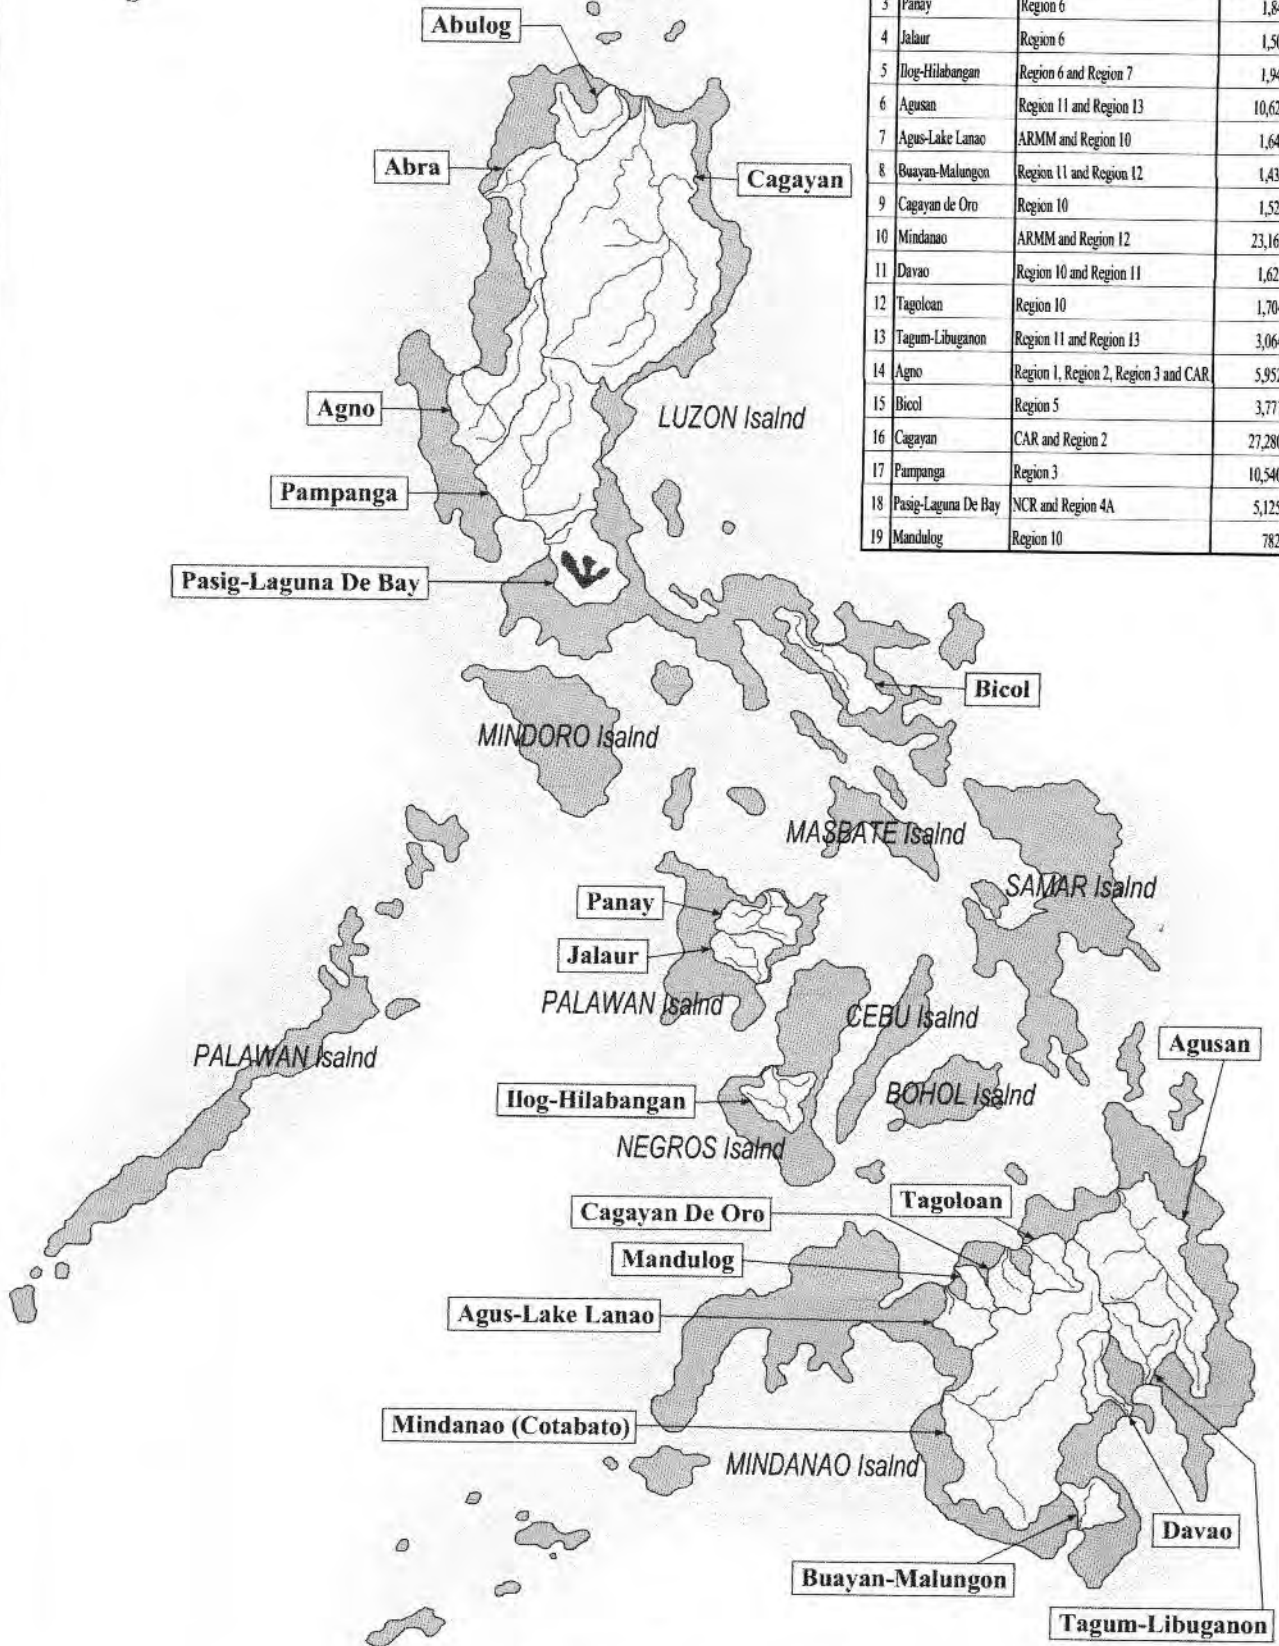 Abulog
3 Panay Region 6
4 Jalaur Region 6
5 Ilog-Hilabangan Region 6 and Region 7
6 Agusan Region 11 and Region 13
7 Agus-Lake Lanao ARMM and Region 10
8 Buayan-Malungon Region 11 and Region 12
9 Cagayan de Oro Region 10
10 Mindanao ARMM and Region 12
11 Davao Region 10 and Region 11
12 Tagoloan Region 10
13 Tagum-Libuganon Region 11 and Region 13
14 Agno Region 1, Region 2, Region 3 and CAR
15 Bicol Region 5
16 Cagayan CAR and Region 2
17 Pampanga Region 3
18 Pasig-Laguna De Bay NCR and Region 4A 5,125
19 Mandulog Region 10 782
Abra
Cagayan
Agno
LUZON Isalnd
Pampanga
Pasig-Laguna De Bay
Bicol
MINDORO Isalnd
MASBATE Isalnd
SAMAR Isalnd
Panay
Jalaur
PALAWAN Isalnd
CEBU Isalnd
PALAWAN Isalnd
Agusan
Ilog-Hilabangan
BOHOL Isalnd
NEGROS Isalnd
Tagoloan
Cagayan De Oro
Mandulog
Agus-Lake Lanao
Mindanao (Cotabato)
MINDANAO Isalnd
Davao
Buayan-Malungon
Tagum-Libuganon